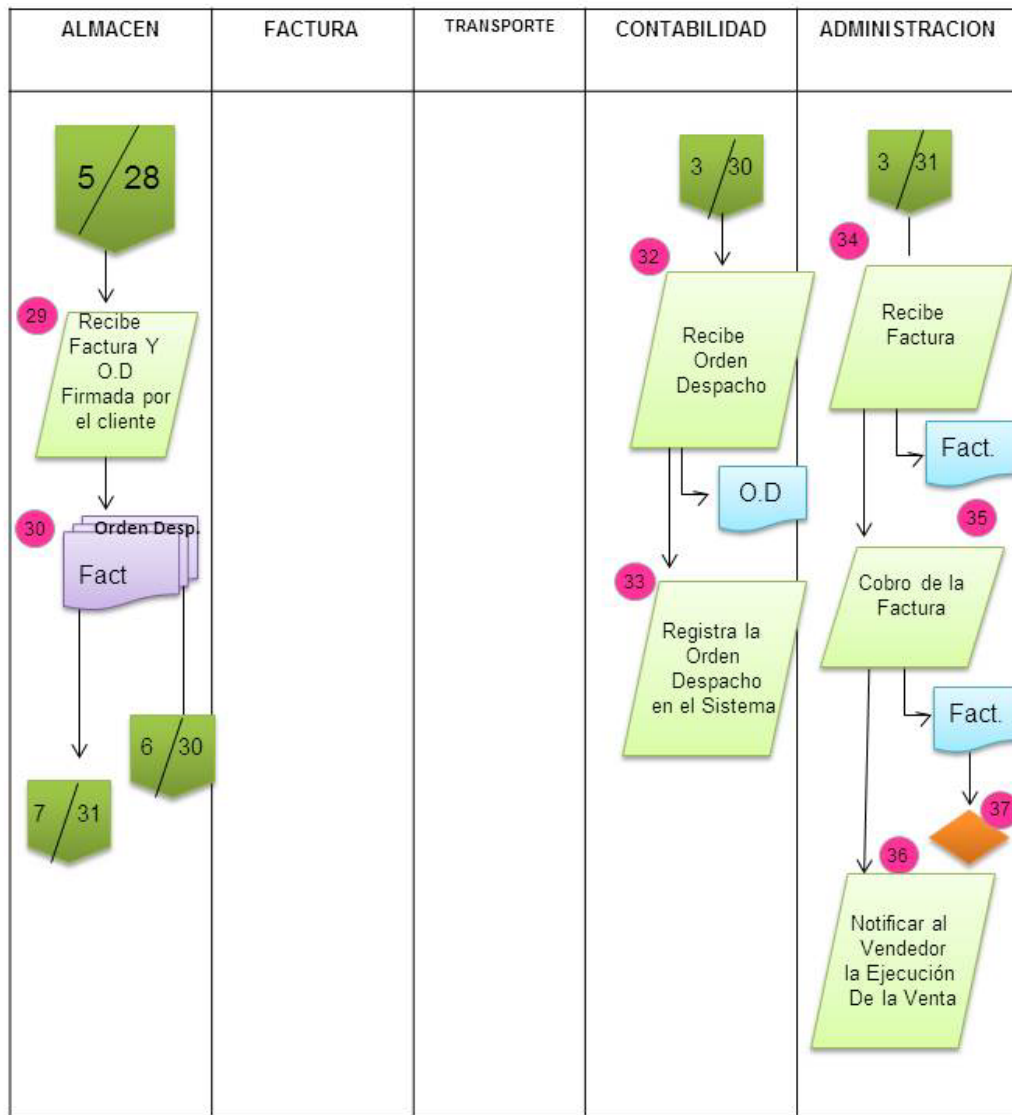 ALMACEN
FACTURA
TRANSPORTE
CONTABILIDAD
ADMINISTRACION
5 / 28
29
Recibe
Factura Y
O.D
Firmada por
el cliente
30
Orden Desp.
Fact
6 / 30
7 / 31
3 / 30
32
Recibe
Orden
Despacho
O.D
33
Registra la
Orden
Despacho
en el Sistema
3 / 31
34
Recibe
Factura
Fact.
35
Cobro de la
Factura
Fact.
37
36
Notificar al
Vendedor
la Ejecución
De la Venta